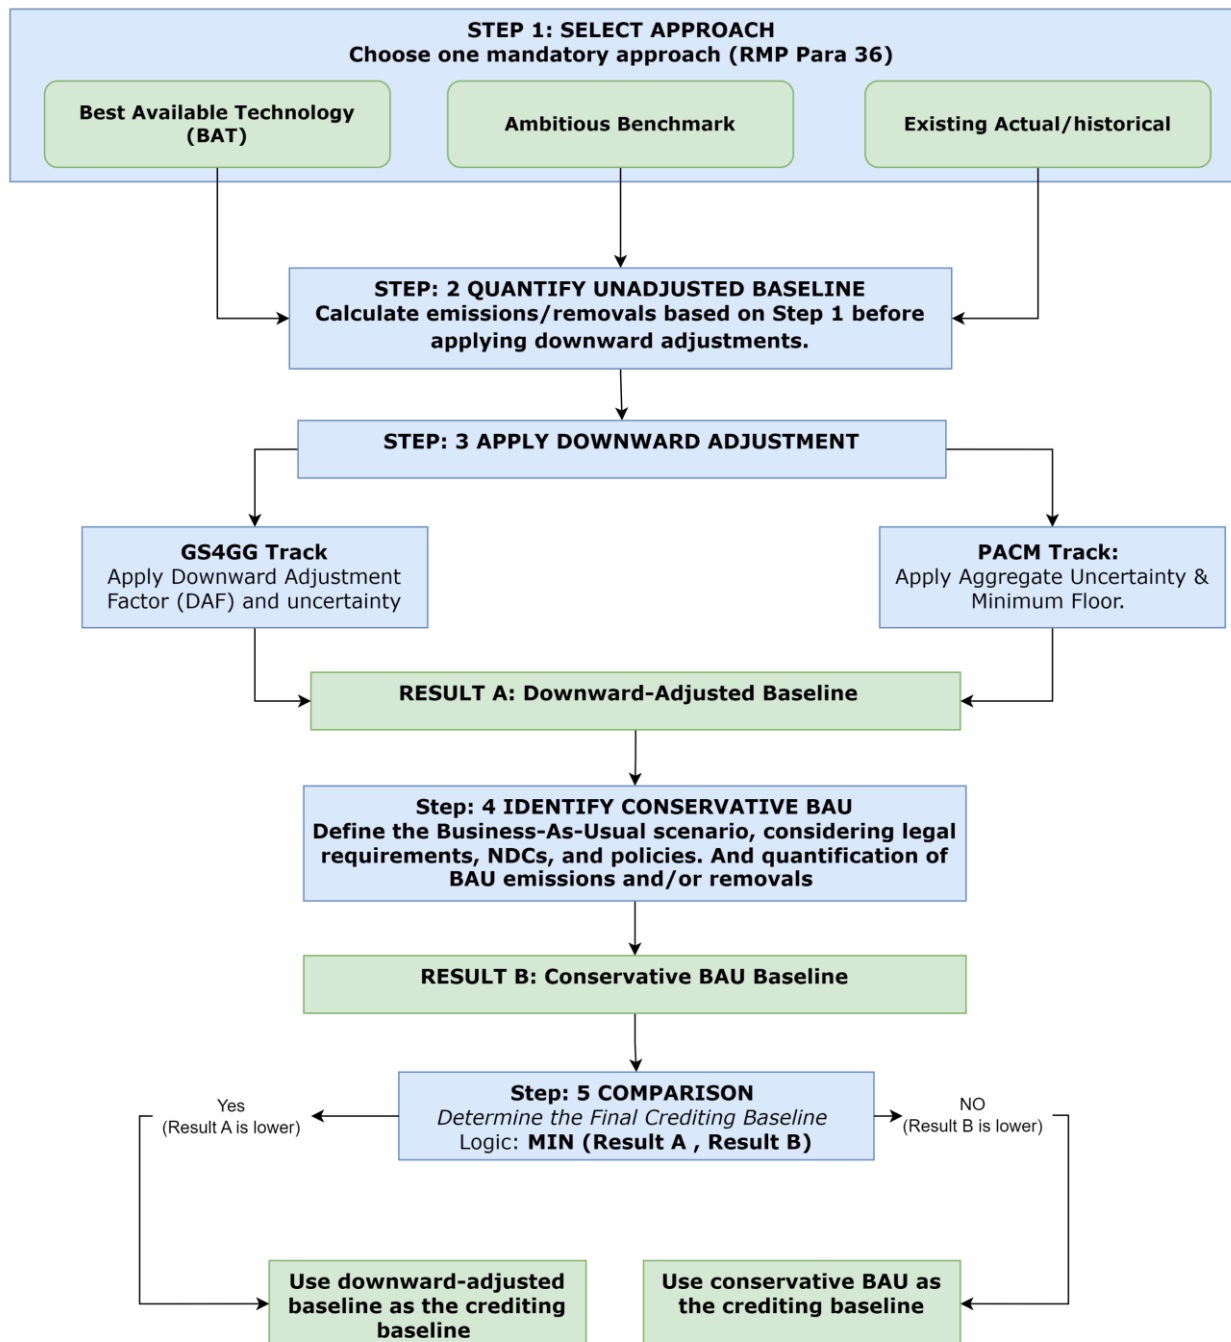 STEP 1: SELECT APPROACH
Choose one mandatory approach (RMP Para 36)
Best Available Technology
(BAT)
Ambitious Benchmark
Existing Actual/historical
STEP: 2 QUANTIFY UNADJUSTED BASELINE
Calculate emissions/removals based on Step 1 before
applying downward adjustments.
STEP: 3 APPLY DOWNWARD ADJUSTMENT
GS4GG Track
Apply Downward Adjustment
Factor (DAF) and uncertainty
PACM Track:
Apply Aggregate Uncertainty &
Minimum Floor.
RESULT A: Downward-Adjusted Baseline
Step: 4 IDENTIFY CONSERVATIVE BAU
Define the Business-As-Usual scenario, considering legal
requirements, NDCs, and policies. And quantification of
BAU emissions and/or removals
RESULT B: Conservative BAU Baseline
Step: 5 COMPARISON
Determine the Final Crediting Baseline
Logic: MIN (Result A , Result B)
Yes
(Result A is lower)
NO
(Result B is lower)
Use downward-adjusted
baseline as the crediting
baseline
Use conservative BAU as
the crediting baseline